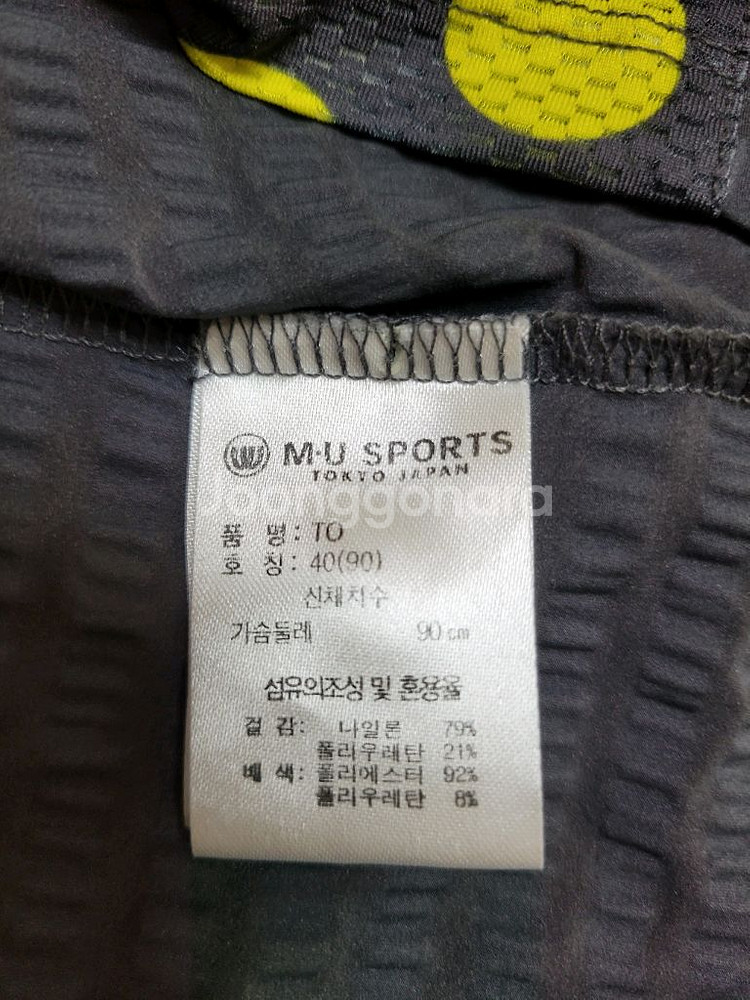 M·U SPORTS
TOKYO JAPAN
Joonggonara
품 명: TO
호 칭: 40(90)
신체치수
가슴둘레 90cm
섬유의조성 및 혼용율
겉 감: 나일론 79%
폴리우레탄 21%
배 색: 폴리에스터 92%
폴리우레탄 8%